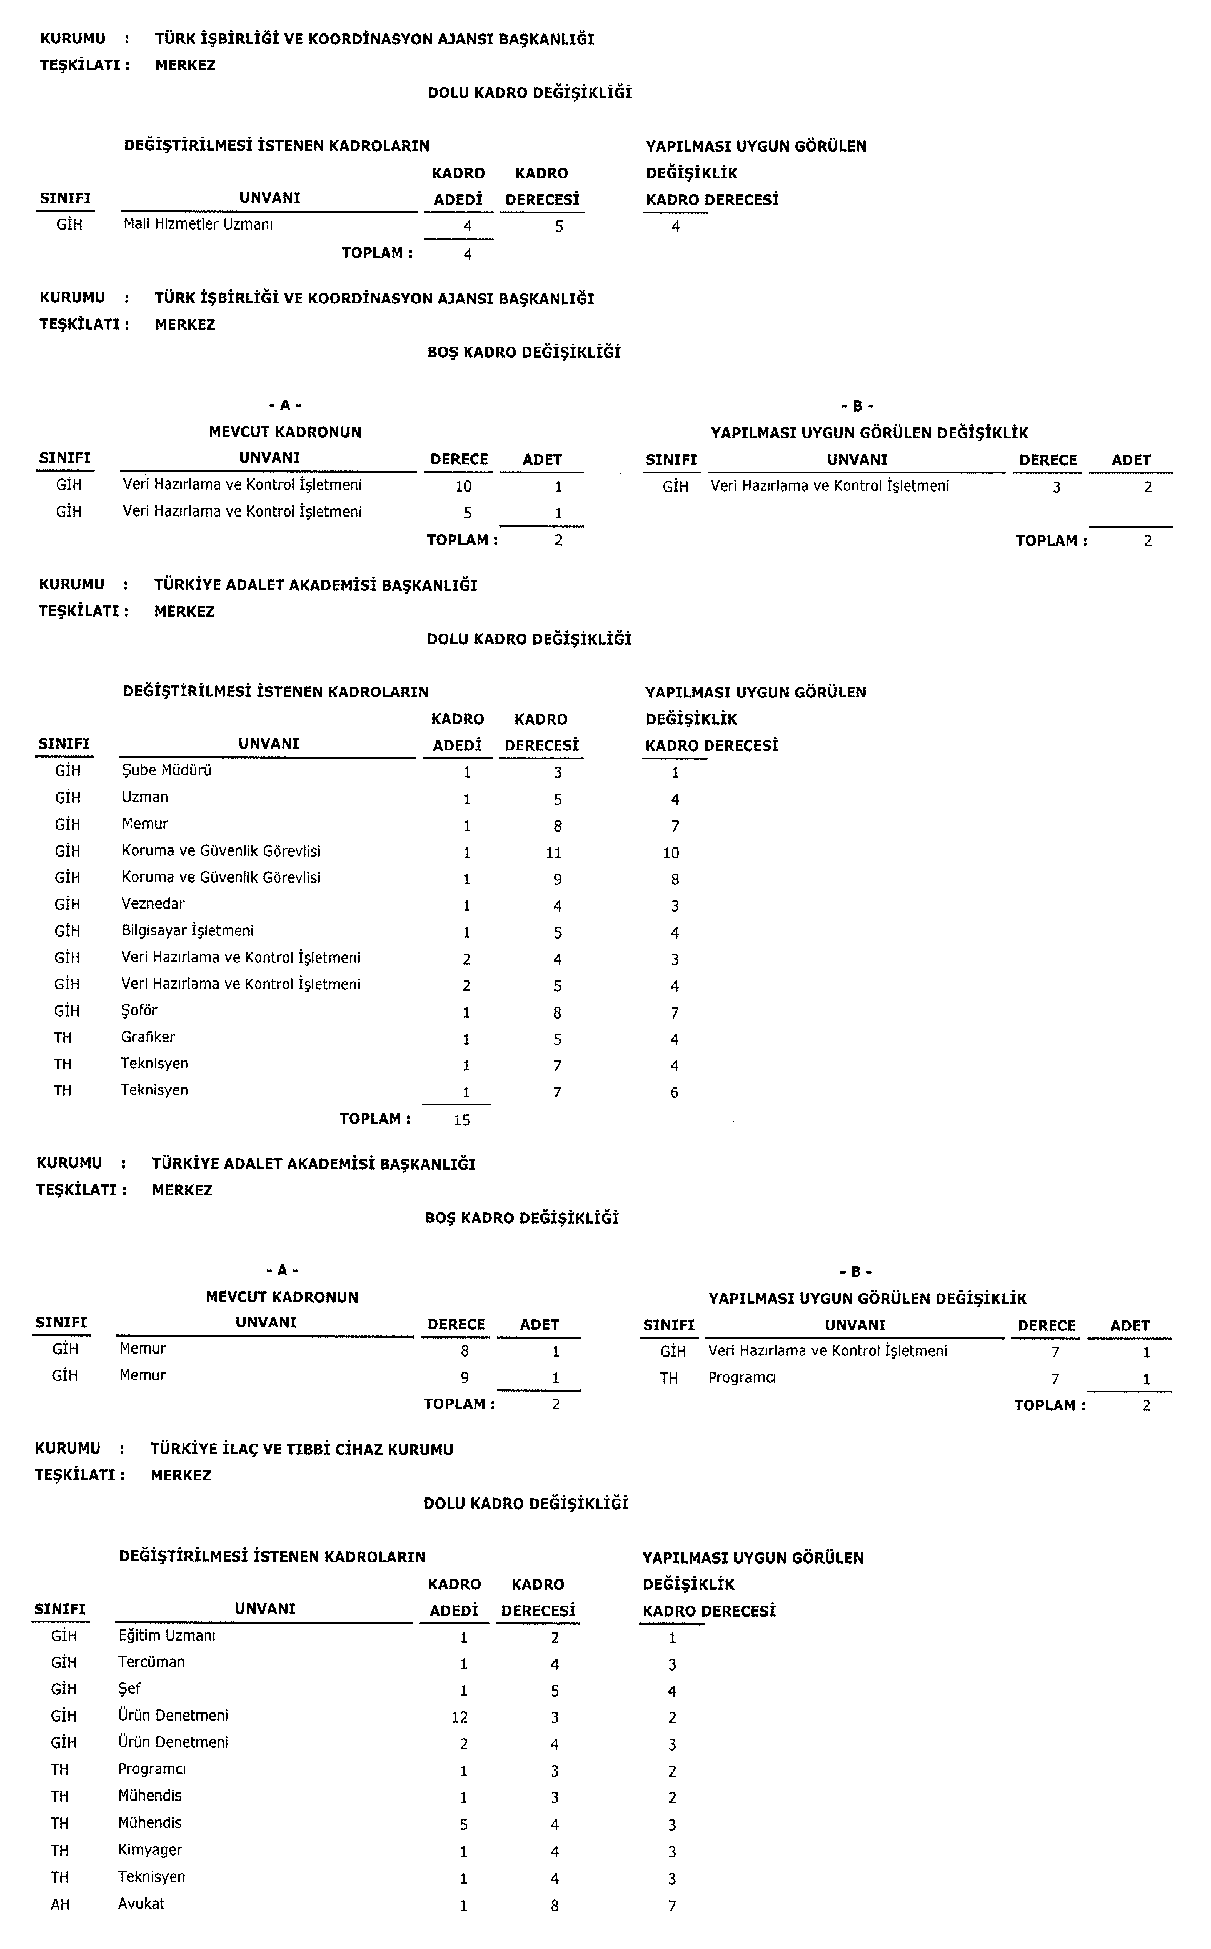 KURUMU : TÜRK İŞBİRLİĞİ VE KOORDİNASYON AJANSI BAŞKANLIĞI
TEŞKİLATI : MERKEZ
DOLU KADRO DEĞİŞİKLİĞİ
DEĞİŞTİRİLMESİ İSTENEN KADROLARIN YAPILMASI UYGUN GÖRÜLEN
KADRO KADRO DEĞİŞİKLİK
SINIFI UNVANI ADEDİ DERECESİ KADRO DERECESİ
GİH Mali Hizmetler Uzmanı 4 5 4
TOPLAM : 4
KURUMU : TÜRK İŞBİRLİĞİ VE KOORDİNASYON AJANSI BAŞKANLIĞI
TEŞKİLATI : MERKEZ
BOŞ KADRO DEĞİŞİKLİĞİ
- A - - B -
MEVCUT KADRONUN YAPILMASI UYGUN GÖRÜLEN DEĞİŞİKLİK
SINIFI UNVANI DERECE ADET SINIFI UNVANI DERECE ADET
GİH Veri Hazırlama ve Kontrol İşletmeni 10 1 GİH Veri Hazırlama ve Kontrol İşletmeni 3 2
GİH Veri Hazırlama ve Kontrol İşletmeni 5 1
TOPLAM : 2 TOPLAM : 2
KURUMU : TÜRKİYE ADALET AKADEMİSİ BAŞKANLIĞI
TEŞKİLATI : MERKEZ
DOLU KADRO DEĞİŞİKLİĞİ
DEĞİŞTİRİLMESİ İSTENEN KADROLARIN YAPILMASI UYGUN GÖRÜLEN
KADRO KADRO DEĞİŞİKLİK
SINIFI UNVANI ADEDİ DERECESİ KADRO DERECESİ
GİH Şube Müdürü 1 3 1
GİH Uzman 1 5 4
GİH Memur 1 8 7
GİH Koruma ve Güvenlik Görevlisi 1 11 10
GİH Koruma ve Güvenlik Görevlisi 1 9 8
GİH Veznedar 1 4 3
GİH Bilgisayar İşletmeni 1 5 4
GİH Veri Hazırlama ve Kontrol İşletmeni 2 4 3
GİH Veri Hazırlama ve Kontrol İşletmeni 2 5 4
GİH Şoför 1 8 7
TH Grafiker 1 5 4
TH Teknisyen 1 7 4
TH Teknisyen 1 7 6
TOPLAM : 15
KURUMU : TÜRKİYE ADALET AKADEMİSİ BAŞKANLIĞI
TEŞKİLATI : MERKEZ
BOŞ KADRO DEĞİŞİKLİĞİ
- A - - B -
MEVCUT KADRONUN YAPILMASI UYGUN GÖRÜLEN DEĞİŞİKLİK
SINIFI UNVANI DERECE ADET SINIFI UNVANI DERECE ADET
GİH Memur 8 1 GİH Veri Hazırlama ve Kontrol İşletmeni 7 1
GİH Memur 9 1 TH Programcı 7 1
TOPLAM : 2 TOPLAM : 2
KURUMU : TÜRKİYE İLAÇ VE TIBBİ CİHAZ KURUMU
TEŞKİLATI : MERKEZ
DOLU KADRO DEĞİŞİKLİĞİ
DEĞİŞTİRİLMESİ İSTENEN KADROLARIN YAPILMASI UYGUN GÖRÜLEN
KADRO KADRO DEĞİŞİKLİK
SINIFI UNVANI ADEDİ DERECESİ KADRO DERECESİ
GİH Eğitim Uzmanı 1 2 1
GİH Tercüman 1 4 3
GİH Şef 1 5 4
GİH Ürün Denetmeni 12 3 2
GİH Ürün Denetmeni 2 4 3
TH Programcı 1 3 2
TH Mühendis 1 3 2
TH Mühendis 5 4 3
TH Kimyager 1 4 3
TH Teknisyen 1 4 3
AH Avukat 1 8 7